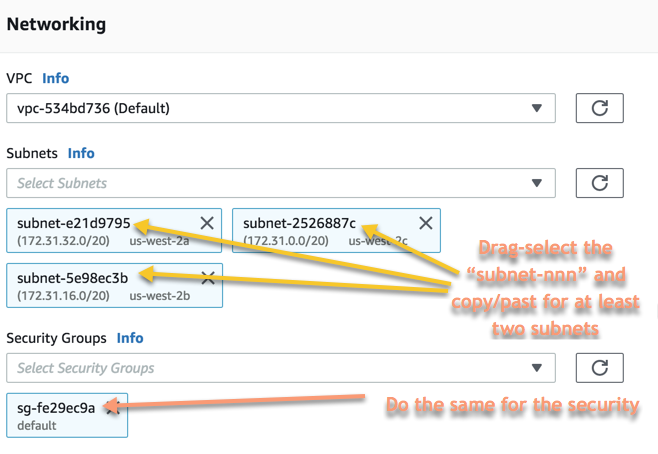 Networking
VPC Info
vpc-534bd736 (Default)
Subnets Info
Select Subnets
subnet-e21d9795
(172.31.32.0/20) us-west-2a
subnet-2526887c
(172.31.0.0/20) us-west-2c
subnet-5e98ec3b
(172.31.16.0/20) us-west-2b
Drag-select the
“subnet-nnn” and
copy/past for at least
two subnets
Security Groups Info
Select Security Groups
sg-fe29ec9a
default
Do the same for the security